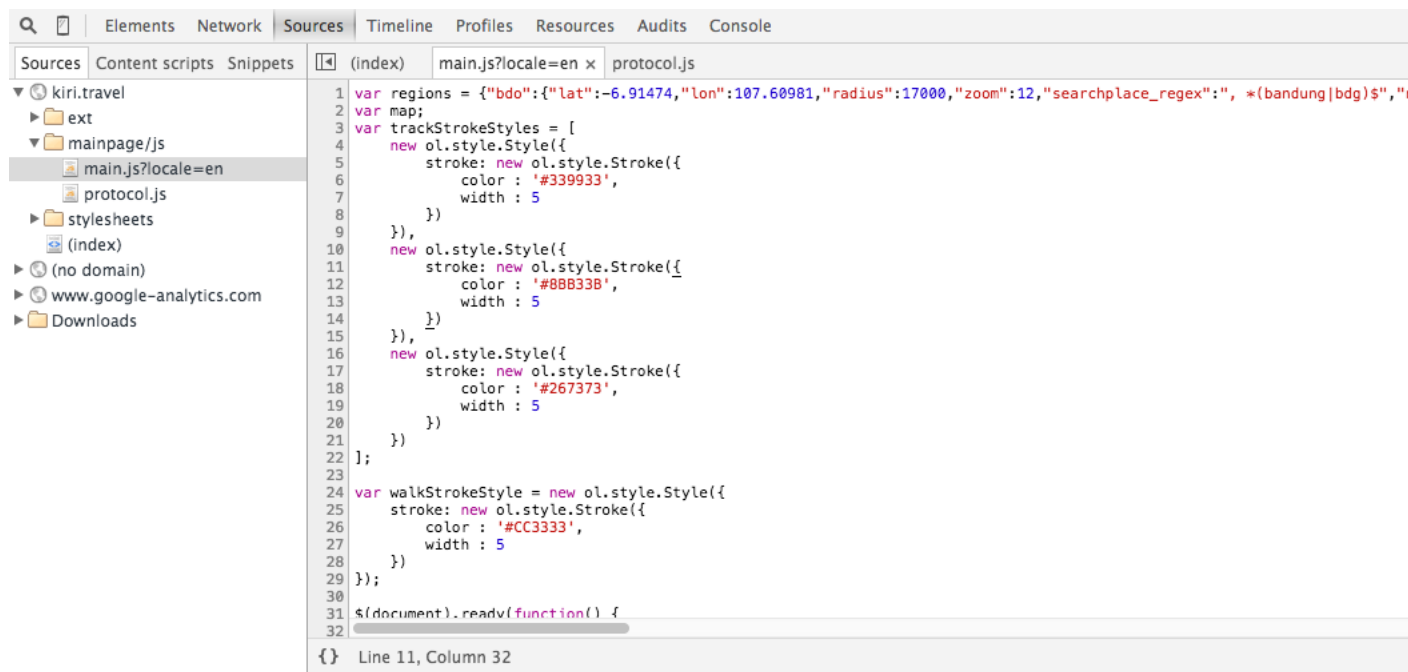 Elements Network Sources Timeline Profiles Resources Audits Console
Sources Content scripts Snippets
(index) main.js?locale=en × protocol.js
kiri.travel
ext
mainpage/js
main.js?locale=en
protocol.js
stylesheets
(index)
(no domain)
www.google-analytics.com
Downloads
1 var regions = {"bdo":{"lat":-6.91474,"lon":107.60981,"radius":17000,"zoom":12,"searchplace_regex":", *(bandung|bdg)$","
2 var map;
3 var trackStrokeStyles = [
4     new ol.style.Style({
5         stroke: new ol.style.Stroke({
6             color : '#339933',
7             width : 5
8         })
9     }),
10     new ol.style.Style({
11         stroke: new ol.style.Stroke({
12             color : '#8BB33B',
13             width : 5
14         })
15     }),
16     new ol.style.Style({
17         stroke: new ol.style.Stroke({
18             color : '#267373',
19             width : 5
20         })
21     })
22 ];
23
24 var walkStrokeStyle = new ol.style.Style({
25     stroke: new ol.style.Stroke({
26         color : '#CC3333',
27         width : 5
28     })
29 });
30
31 $(document).ready(function() {
32
{} Line 11, Column 32